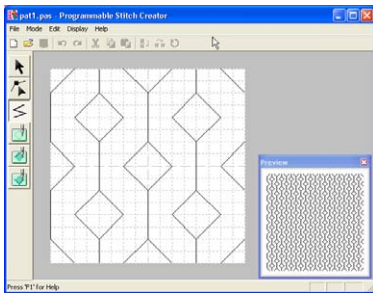 pat1.pas - Programmable Stitch Creator
File Mode Edit Display Help
Preview
Press 'F1' for Help